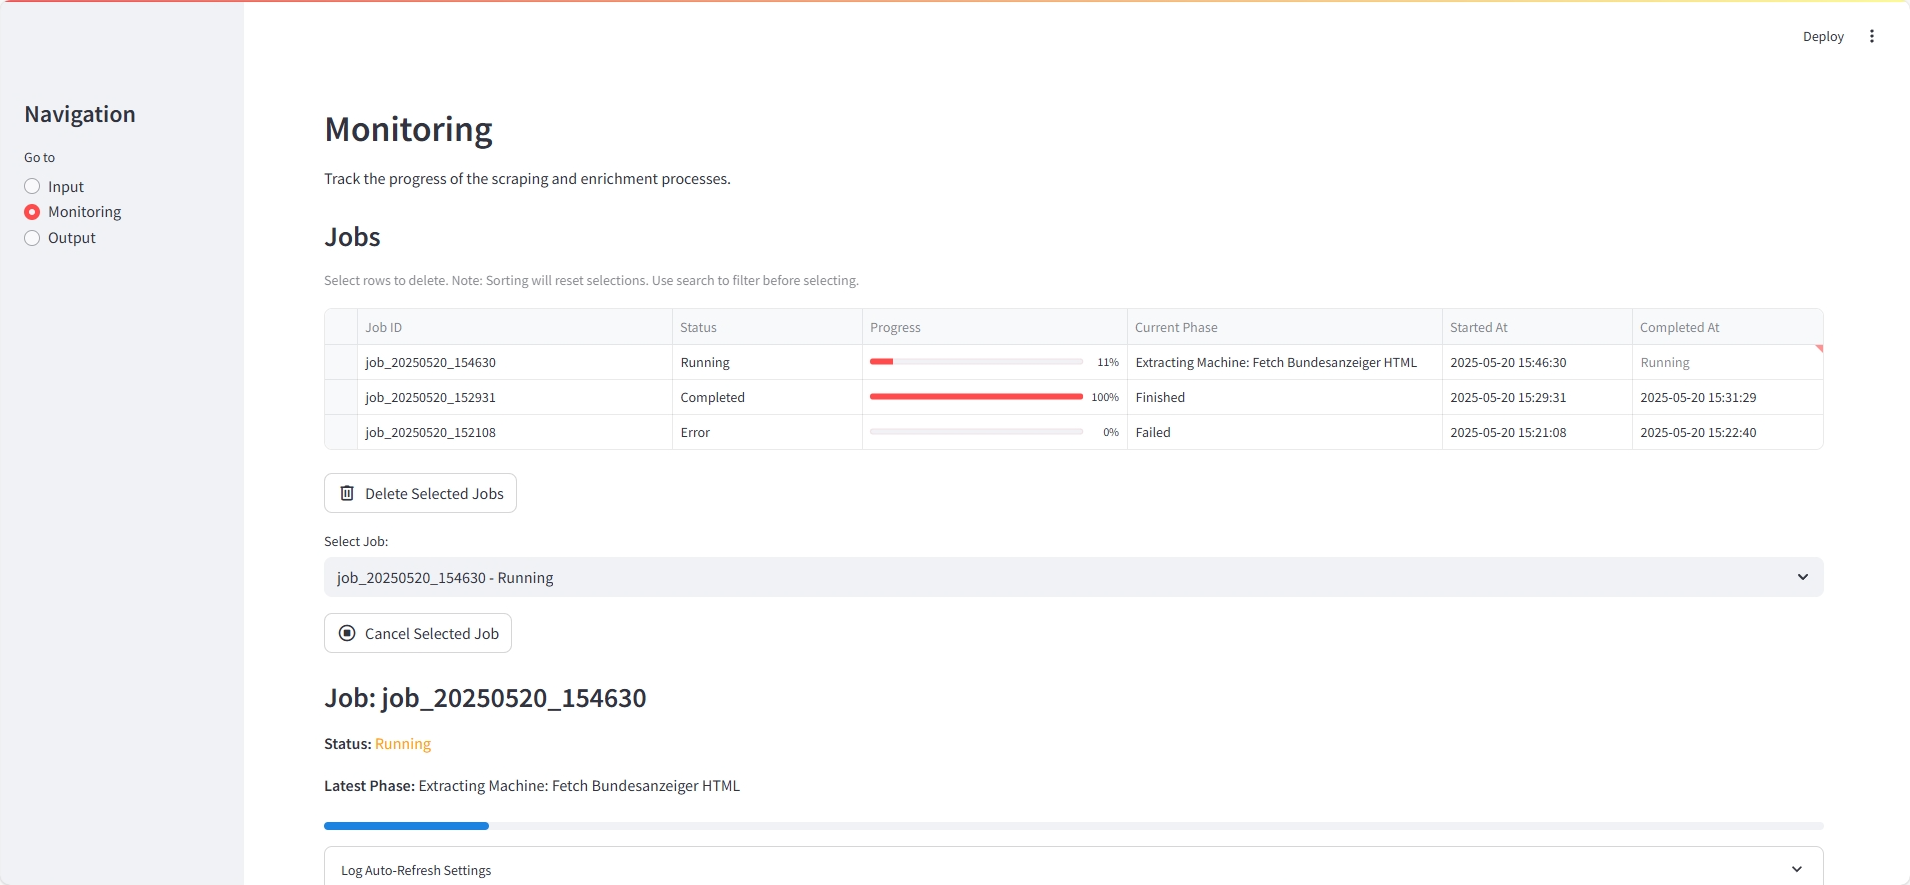 Deploy
Navigation
Go to
Input
Monitoring
Output
Monitoring
Track the progress of the scraping and enrichment processes.
Jobs
Select rows to delete. Note: Sorting will reset selections. Use search to filter before selecting.
Job ID Status Progress Current Phase Started At Completed At
job_20250520_154630 Running 11% Extracting Machine: Fetch Bundesanzeiger HTML 2025-05-20 15:46:30 Running
job_20250520_152931 Completed 100% Finished 2025-05-20 15:29:31 2025-05-20 15:31:29
job_20250520_152108 Error 0% Failed 2025-05-20 15:21:08 2025-05-20 15:22:40
Delete Selected Jobs
Select Job:
job_20250520_154630 - Running
Cancel Selected Job
Job: job_20250520_154630
Status: Running
Latest Phase: Extracting Machine: Fetch Bundesanzeiger HTML
Log Auto-Refresh Settings